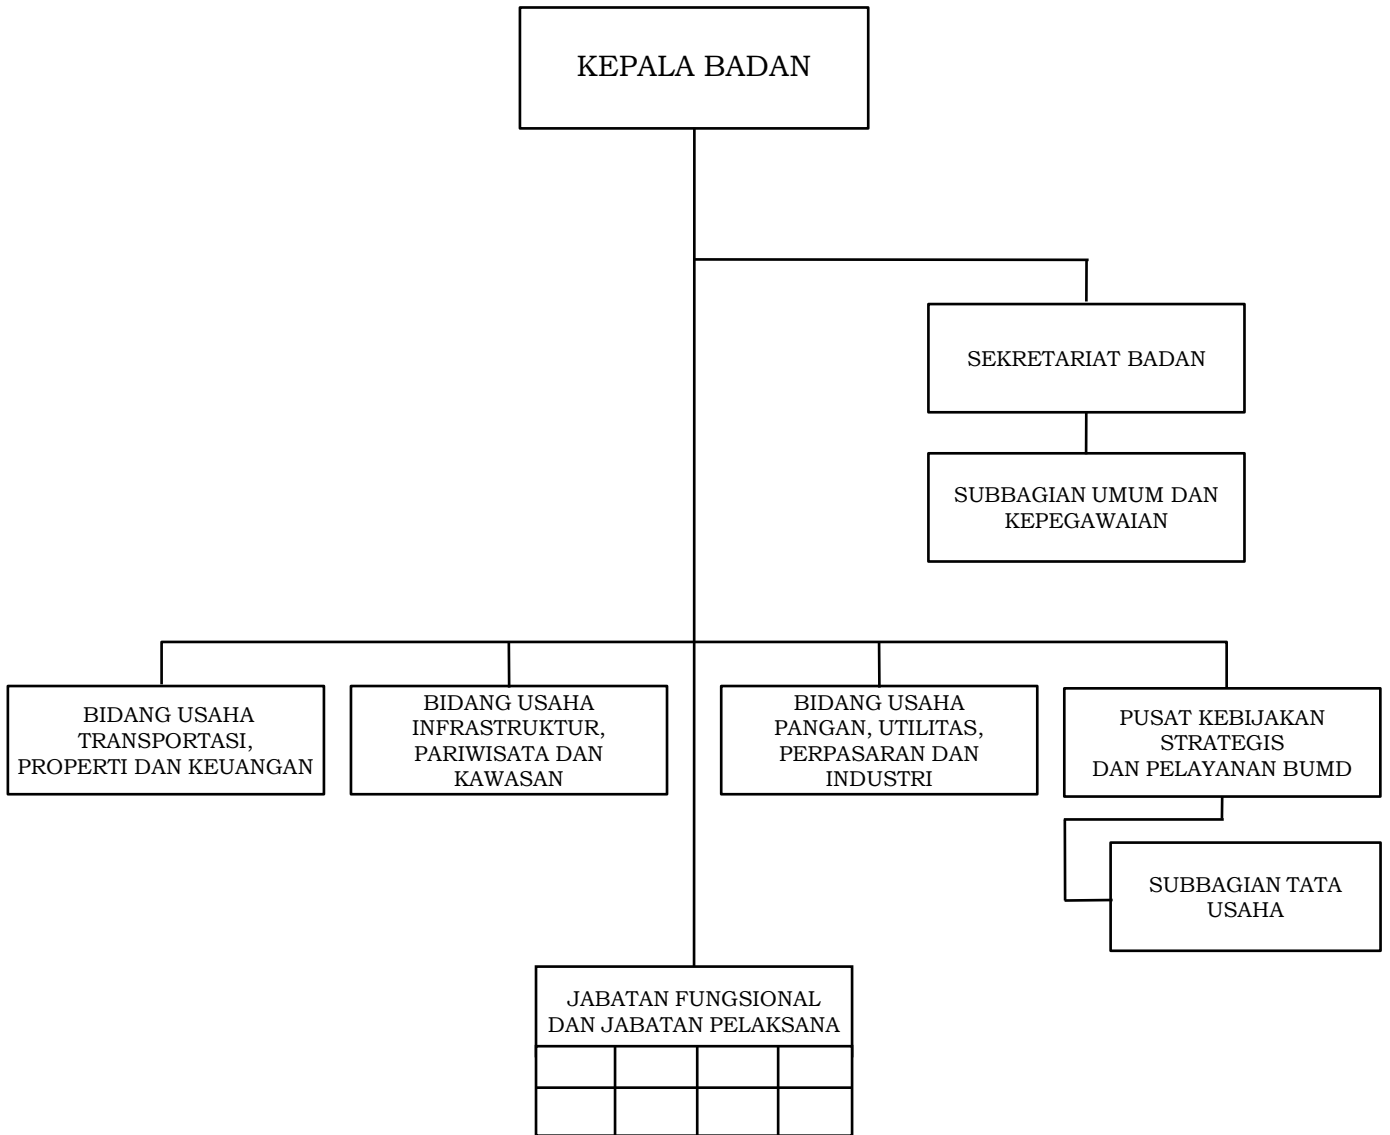 KEPALA BADAN
SEKRETARIAT BADAN
SUBBAGIAN UMUM DAN
KEPEGAWAIAN
BIDANG USAHA
TRANSPORTASI,
PROPERTI DAN KEUANGAN
BIDANG USAHA
INFRASTRUKTUR,
PARIWISATA DAN
KAWASAN
BIDANG USAHA
PANGAN, UTILITAS,
PERPASARAN DAN
INDUSTRI
PUSAT KEBIJAKAN
STRATEGIS
DAN PELAYANAN BUMD
SUBBAGIAN TATA
USAHA
JABATAN FUNGSIONAL
DAN JABATAN PELAKSANA